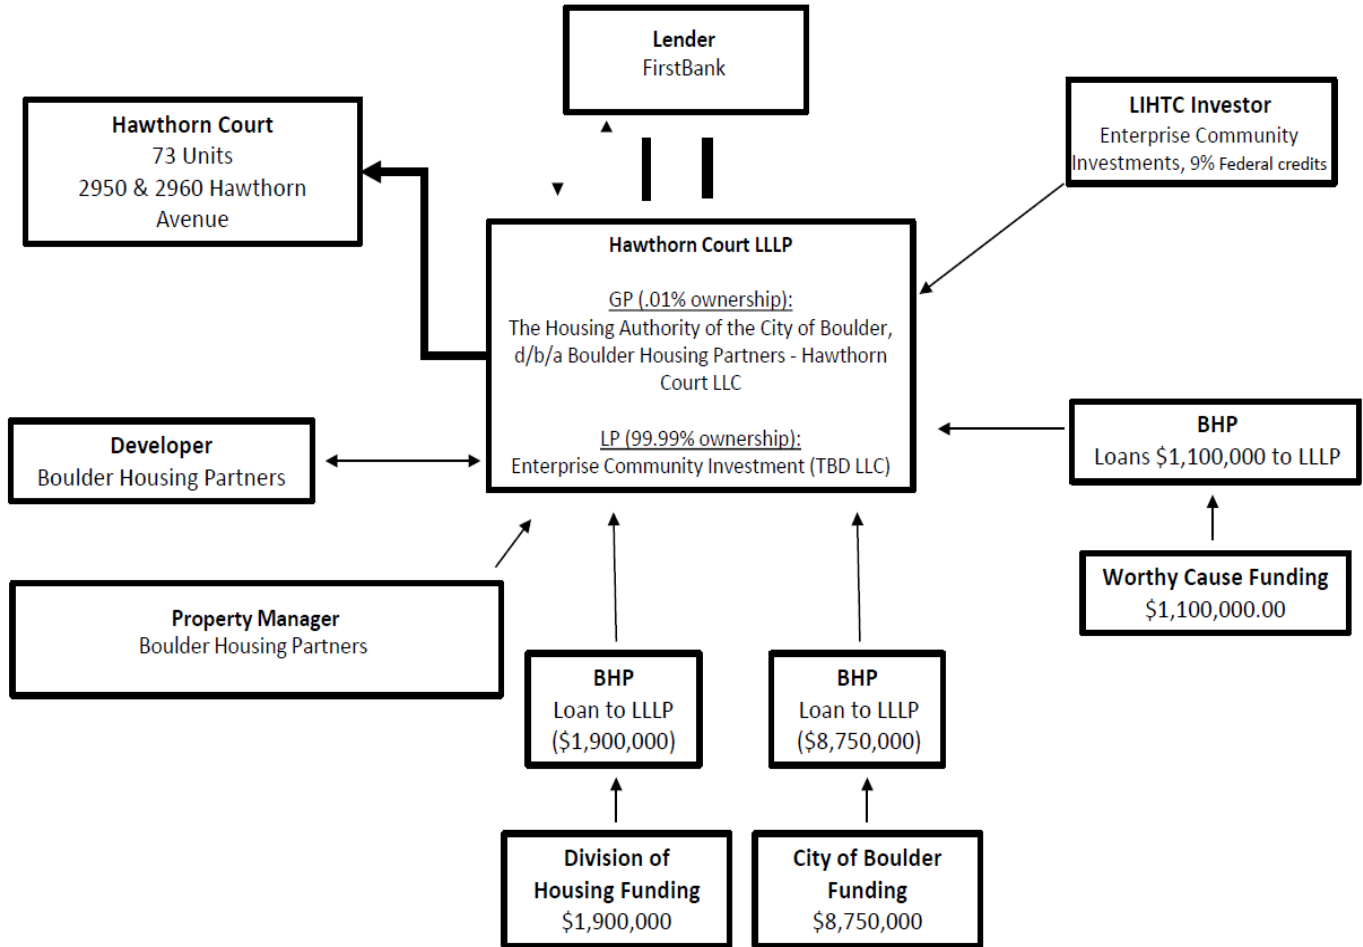 Lender
FirstBank
Hawthorn Court
73 Units
2950 & 2960 Hawthorn
Avenue
LIHTC Investor
Enterprise Community
Investments, 9% Federal credits
Hawthorn Court LLLP
GP (.01% ownership):
The Housing Authority of the City of Boulder,
d/b/a Boulder Housing Partners - Hawthorn
Court LLC
LP (99.99% ownership):
Enterprise Community Investment (TBD LLC)
Developer
Boulder Housing Partners
BHP
Loans $1,100,000 to LLLP
Worthy Cause Funding
$1,100,000.00
Property Manager
Boulder Housing Partners
BHP
Loan to LLLP
($1,900,000)
BHP
Loan to LLLP
($8,750,000)
Division of
Housing Funding
$1,900,000
City of Boulder
Funding
$8,750,000